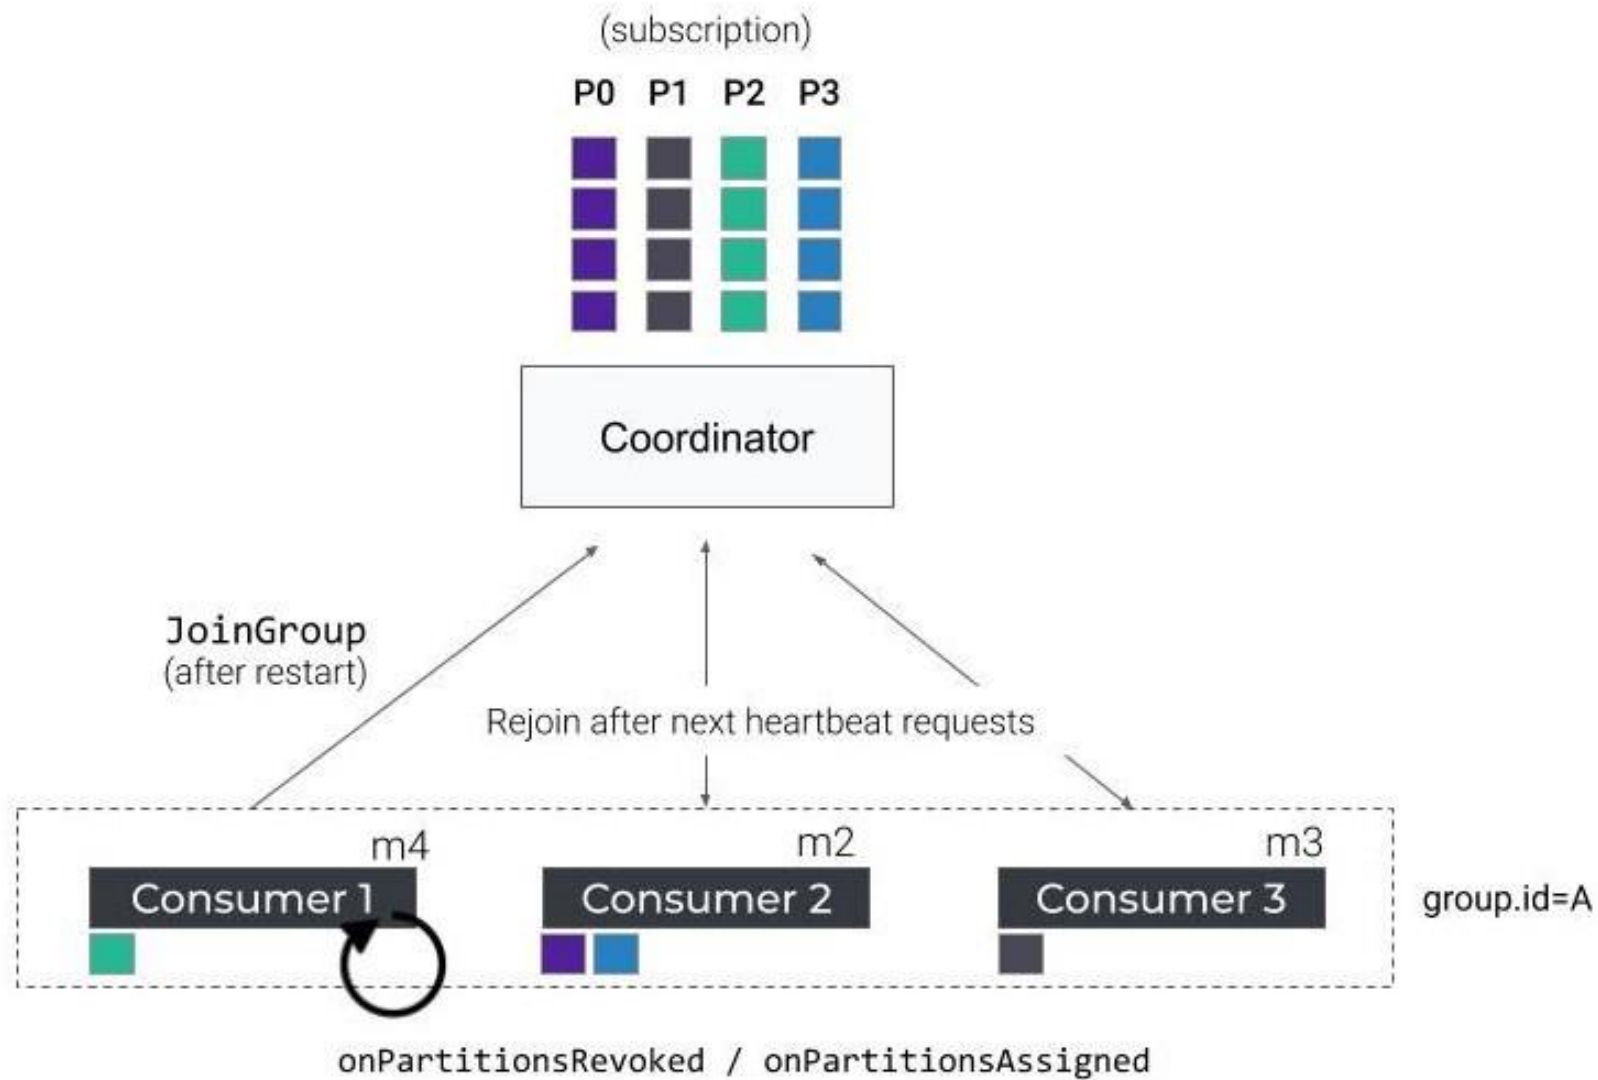 (subscription)
P0 P1 P2 P3
Coordinator
JoinGroup
(after restart)
Rejoin after next heartbeat requests
m4 m2 m3
Consumer 1 Consumer 2 Consumer 3
group.id=A
onPartitionsRevoked / onPartitionsAssigned